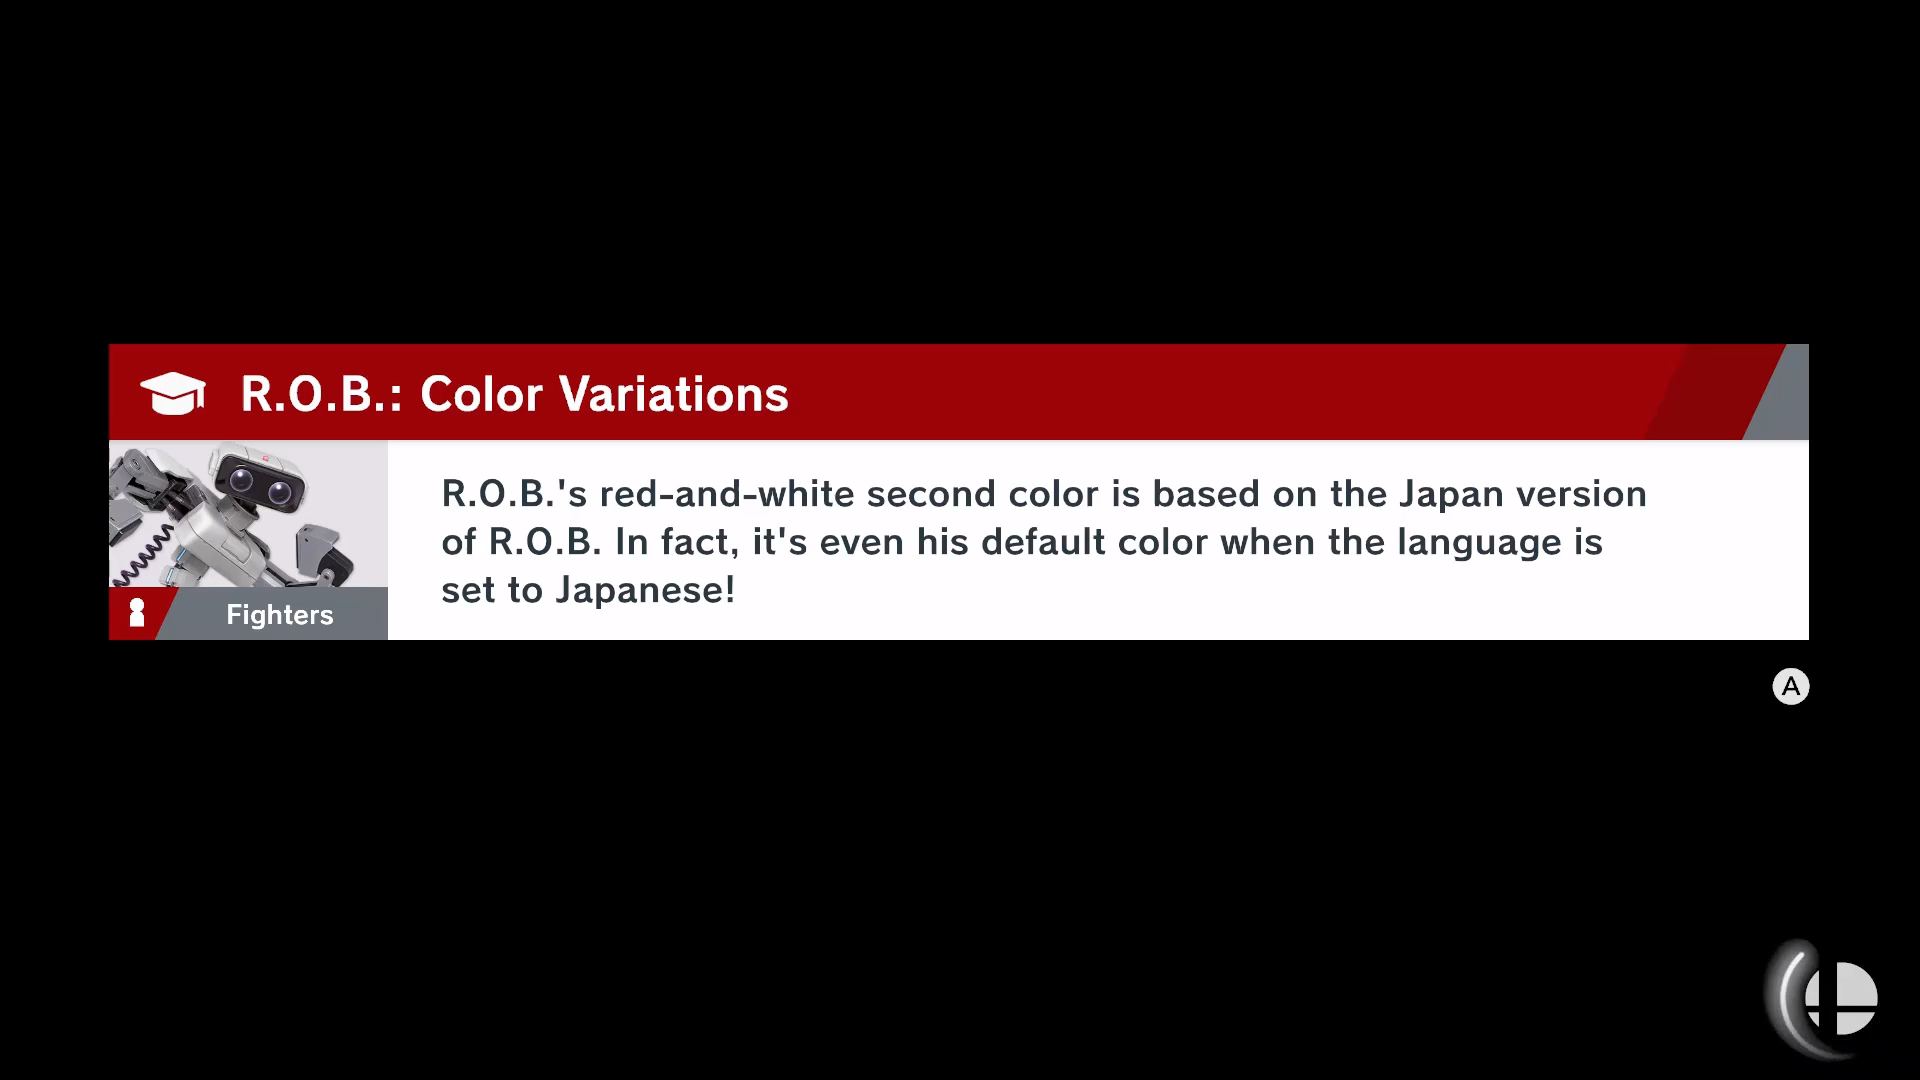 R.O.B.: Color Variations
R.O.B.'s red-and-white second color is based on the Japan version
of R.O.B. In fact, it's even his default color when the language is
set to Japanese!
Fighters
A